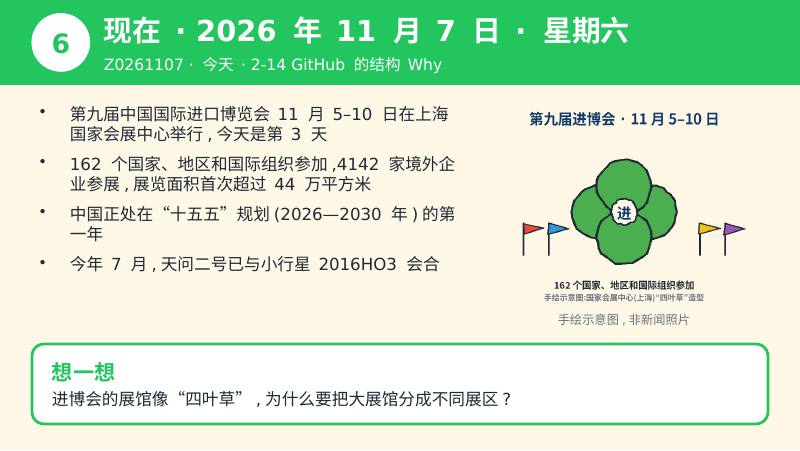 6
现在 · 2026 年 11 月 7 日 · 星期六
Z0261107 · 今天 · 2-14 GitHub 的结构 Why
• 第九届中国国际进口博览会 11 月 5–10 日在上海
国家会展中心举行 , 今天是第 3 天
• 162 个国家、地区和国际组织参加 ,4142 家境外企
业参展 , 展览面积首次超过 44 万平方米
• 中国正处在“十五五”规划 (2026—2030 年 ) 的第
一年
• 今年 7 月 , 天问二号已与小行星 2016HO3 会合
第九届进博会 · 11 月 5–10 日
进
162 个国家、地区和国际组织参加
手绘示意图:国家会展中心(上海)“四叶草”造型
手绘示意图 , 非新闻照片
想一想
进博会的展馆像“四叶草” , 为什么要把大展馆分成不同展区 ?